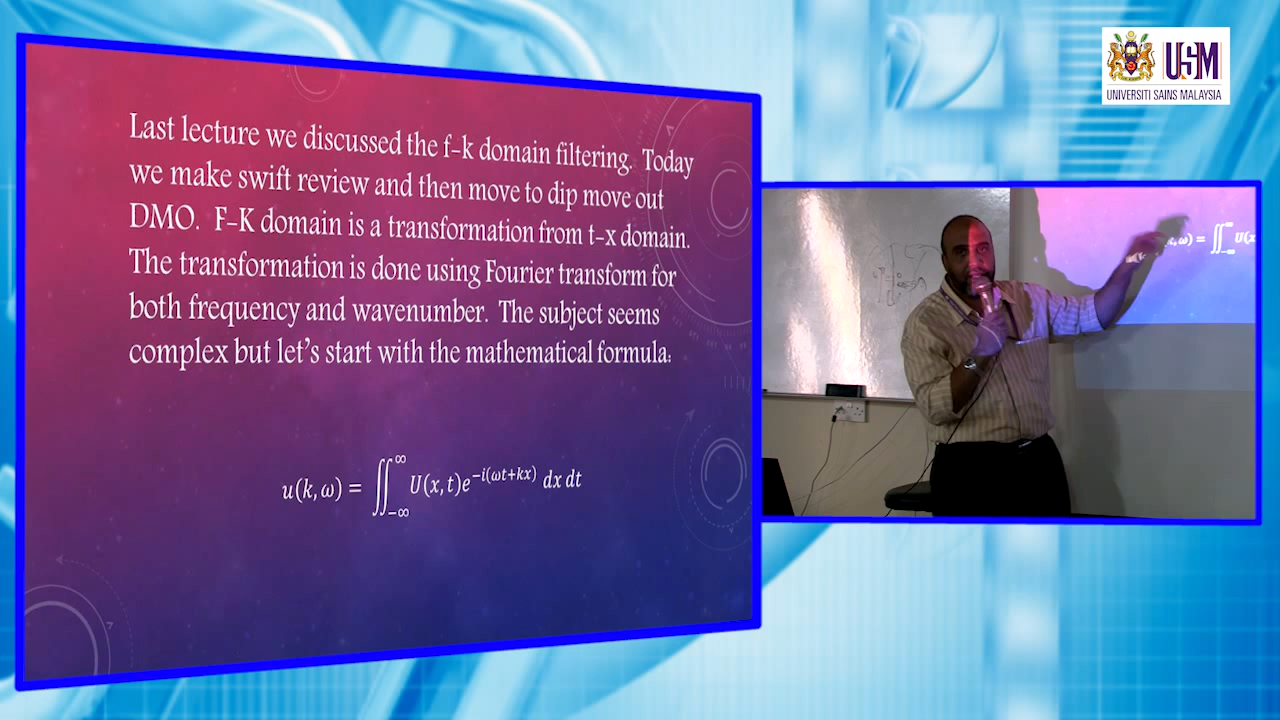 Last lecture we discussed the f-k domain filtering. Today
we make swift review and then move to dip move out
DMO. F-K domain is a transformation from t-x domain.
The transformation is done using Fourier transform for
both frequency and wavenumber. The subject seems
complex but let's start with the mathematical formula:
u(k, ω) = ∬_{-∞}^{∞} U(x, t)e^{-i(ωt+kx)} dx dt
USM
UNIVERSITI SAINS MALAYSIA
, ω) = ∬_{-∞}^{∞} U(x